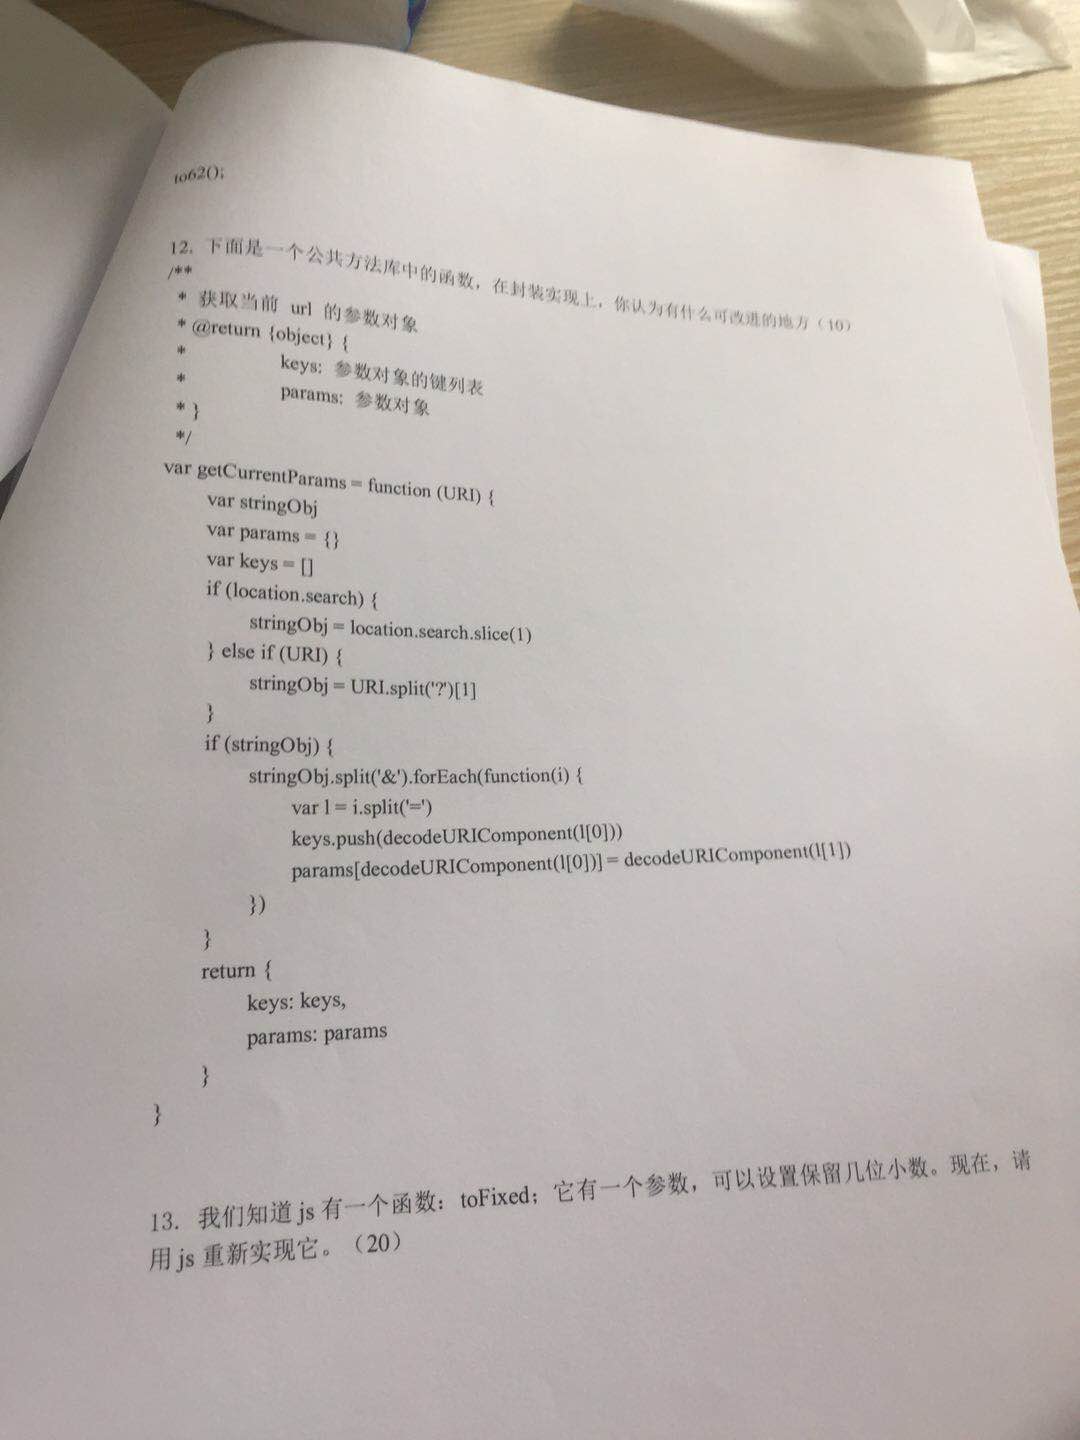 to62();
12. 下面是一个公共方法库中的函数，在封装实现上，你认为有什么可改进的地方（10）
/**
* 获取当前 url 的参数对象
* @return {object} {
* keys: 参数对象的键列表
* params: 参数对象
* }
*/
var getCurrentParams = function (URI) {
var stringObj
var params = {}
var keys = []
if (location.search) {
stringObj = location.search.slice(1)
} else if (URI) {
stringObj = URI.split('?')[1]
}
if (stringObj) {
stringObj.split('&').forEach(function(i) {
var l = i.split('=')
keys.push(decodeURIComponent(l[0]))
params[decodeURIComponent(l[0])] = decodeURIComponent(l[1])
})
}
return {
keys: keys,
params: params
}
}
13. 我们知道 js 有一个函数：toFixed；它有一个参数，可以设置保留几位小数。现在，请
用 js 重新实现它。（20）